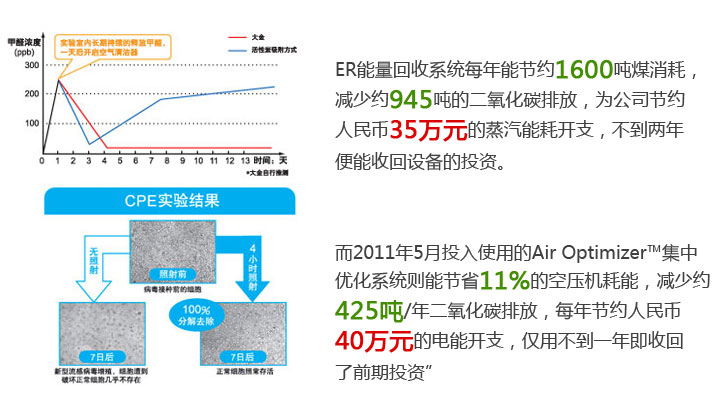 甲醛浓度
(ppb)
实验室内长期持续的释放甲醛，
一天后开启空气清洁器
大金
活性炭吸附方式
300
200
100
0 1 2 3 4 5 6 7 8 9 10 11 12 13 时间：天
*大金自行推测
CPE实验结果
无照射
照射前
4小时照射
病毒接种前的细胞
100%
分解去除
7日后
7日后
新型流感病毒增殖，细胞遭到
破坏正常细胞几乎不存在
正常细胞照常存活
ER能量回收系统每年能节约1600吨煤消耗，
减少约945吨的二氧化碳排放，为公司节约
人民币35万元的蒸汽能耗开支，不到两年
便能收回设备的投资。
而2011年5月投入使用的Air Optimizer™集中
优化系统则能节省11%的空压机耗能，减少约
425吨/年二氧化碳排放，每年节约人民币
40万元的电能开支，仅用不到一年即收回
了前期投资”